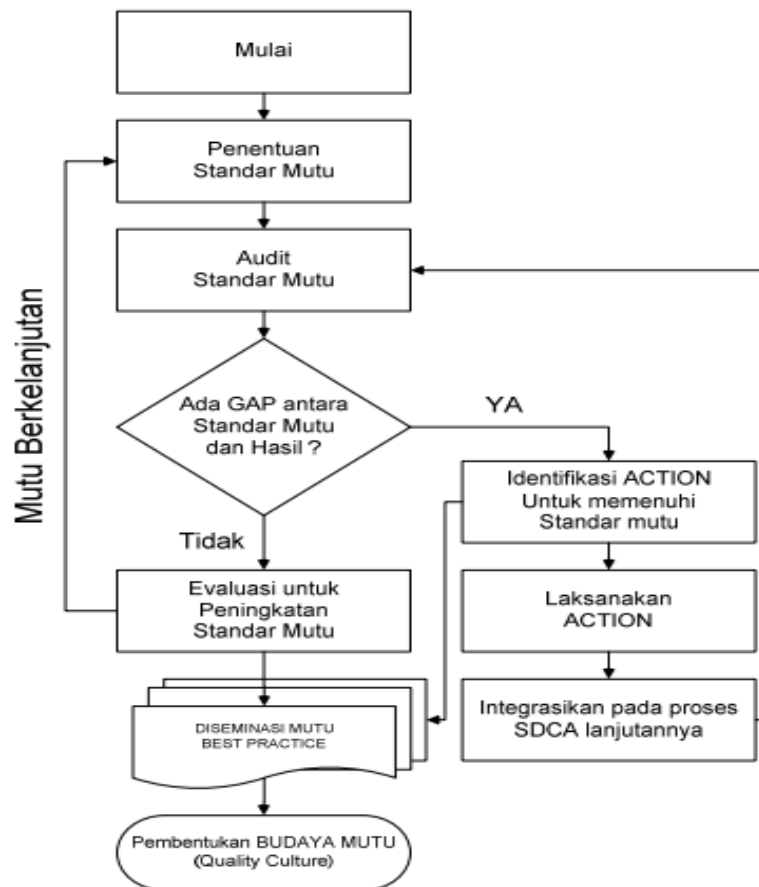 Mulai
Penentuan
Standar Mutu
Audit
Standar Mutu
Mutu Berkelanjutan
Ada GAP antara
Standar Mutu
dan Hasil ?
YA
Tidak
Identifikasi ACTION
Untuk memenuhi
Standar mutu
Evaluasi untuk
Peningkatan
Standar Mutu
Laksanakan
ACTION
Integrasikan pada proses
SDCA lanjutannya
DISEMINASI MUTU
BEST PRACTICE
Pembentukan BUDAYA MUTU
(Quality Culture)